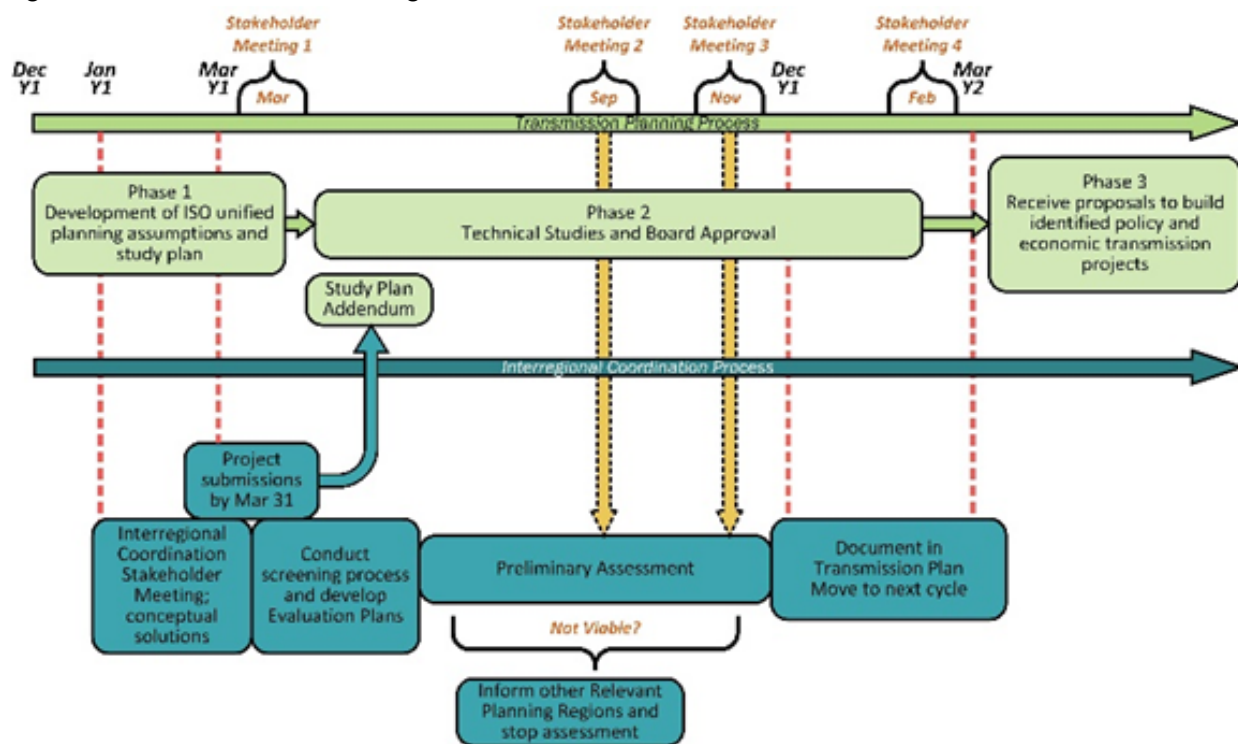 Stakeholder
Meeting 1
Stakeholder
Meeting 2
Stakeholder
Meeting 3
Stakeholder
Meeting 4
Dec
Y1
Jan
Y1
Mar
Y1
Mar
Sep
Nov
Dec
Y1
Feb
Mar
Y2
Transmission Planning Process
Phase 1
Development of ISO unified
planning assumptions and
study plan
Phase 2
Technical Studies and Board Approval
Phase 3
Receive proposals to build
identified policy and
economic transmission
projects
Study Plan
Addendum
Interregional Coordination Process
Project
submissions
by Mar 31
Interregional
Coordination
Stakeholder
Meeting;
conceptual
solutions
Conduct
screening process
and develop
Evaluation Plans
Preliminary Assessment
Document in
Transmission Plan
Move to next cycle
Not Viable?
Inform other Relevant
Planning Regions and
stop assessment